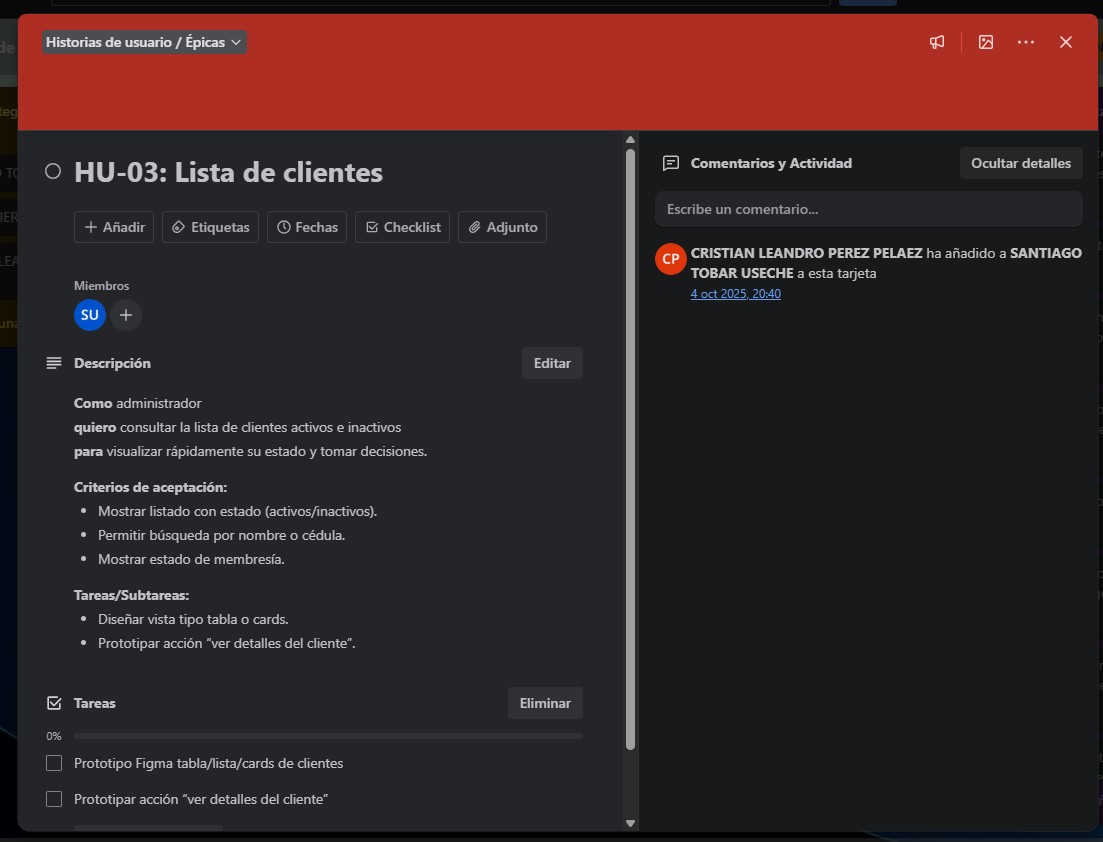 Historias de usuario / Épicas
HU-03: Lista de clientes
Añadir
Etiquetas
Fechas
Checklist
Adjunto
Miembros
SU
Descripción
Editar
Como administrador
quiero consultar la lista de clientes activos e inactivos
para visualizar rápidamente su estado y tomar decisiones.
Criterios de aceptación:
Mostrar listado con estado (activos/inactivos).
Permitir búsqueda por nombre o cédula.
Mostrar estado de membresía.
Tareas/Subtareas:
Diseñar vista tipo tabla o cards.
Prototipar acción “ver detalles del cliente”.
Tareas
Eliminar
0%
Prototipo Figma tabla/lista/cards de clientes
Prototipar acción “ver detalles del cliente”
Comentarios y Actividad
Ocultar detalles
Escribe un comentario...
CP
CRISTIAN LEANDRO PEREZ PELAEZ ha añadido a SANTIAGO
TOBAR USECHE a esta tarjeta
4 oct 2025, 20:40